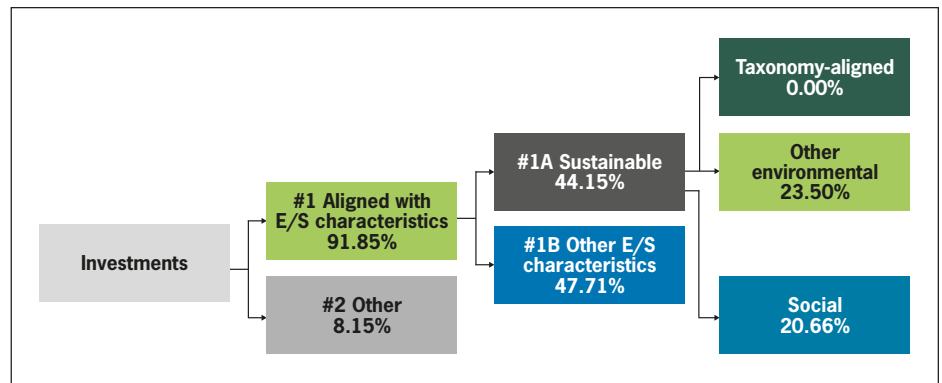 Investments
#1 Aligned with
E/S characteristics
91.85%
#2 Other
8.15%
#1A Sustainable
44.15%
#1B Other E/S
characteristics
47.71%
Taxonomy-aligned
0.00%
Other
environmental
23.50%
Social
20.66%